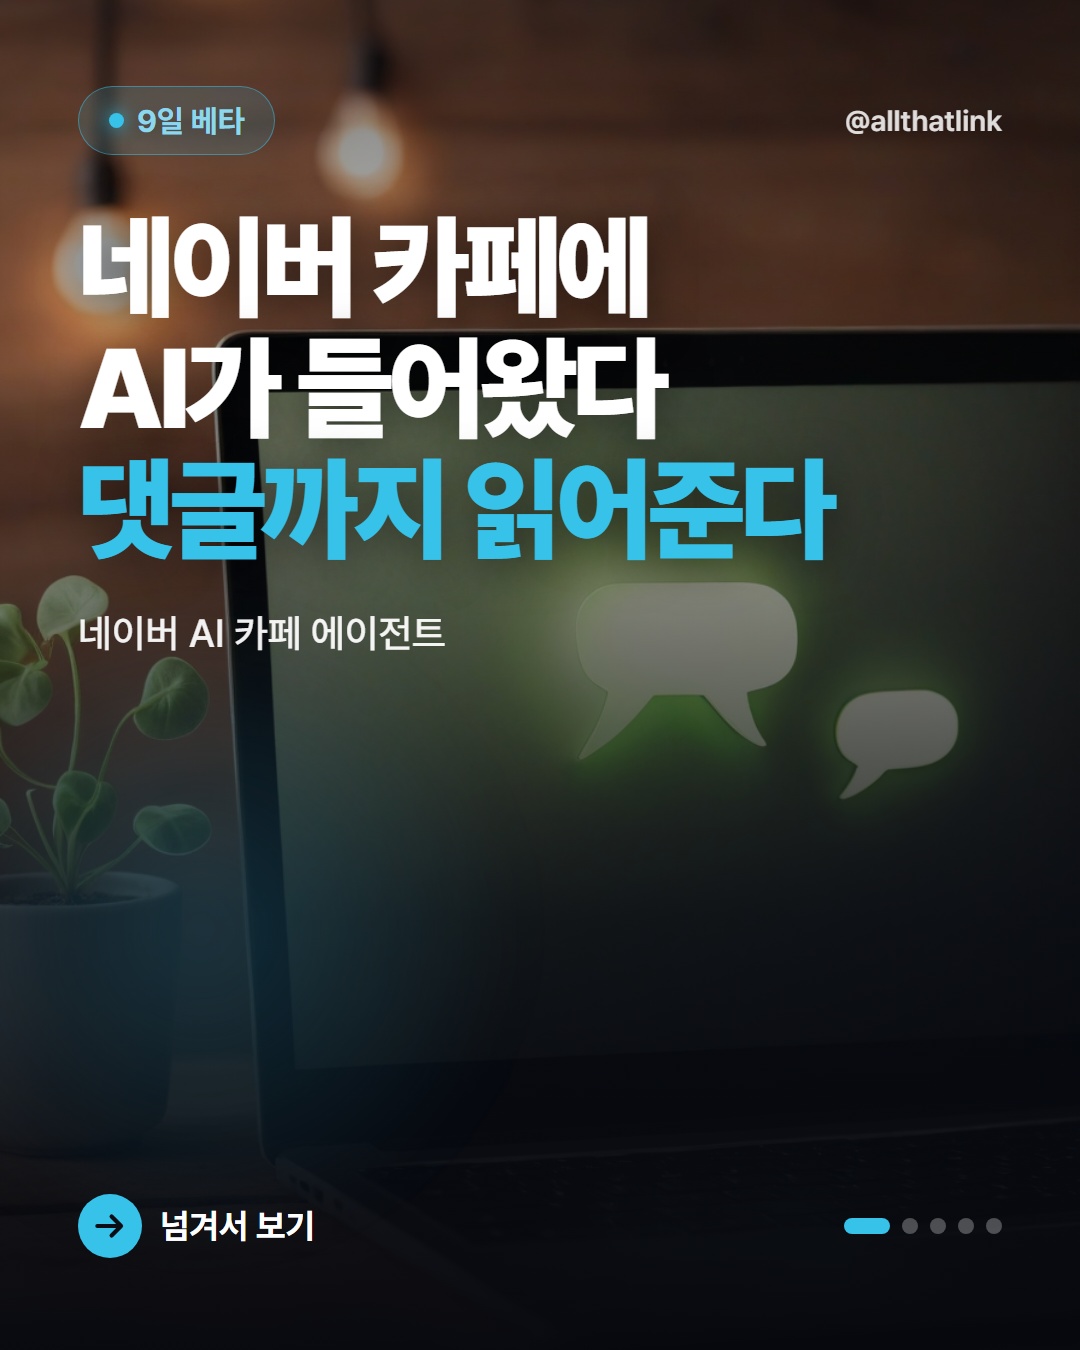 9일 베타
@allthatlink
네이버 카페에
AI가 들어왔다
댓글까지 읽어준다
네이버 AI 카페 에이전트
넘겨서 보기